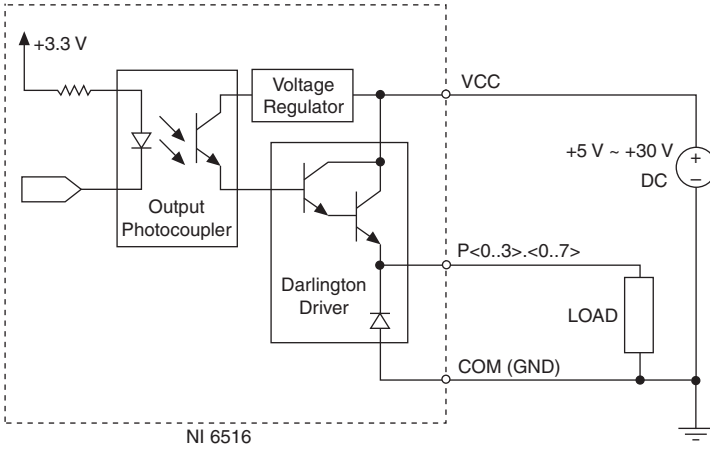 +3.3 V
Voltage
Regulator
VCC
+5 V ~ +30 V
DC
+
−
Output
Photocoupler
P<0..3>.<0..7>
Darlington
Driver
LOAD
COM (GND)
NI 6516